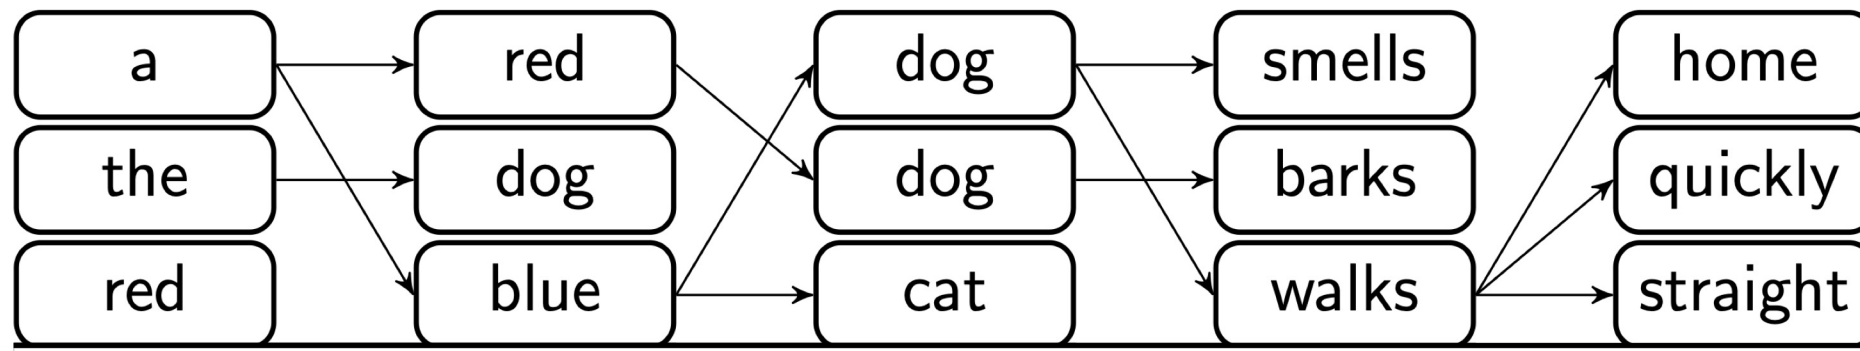 a red dog smells home
the dog dog barks quickly
red blue cat walks straight